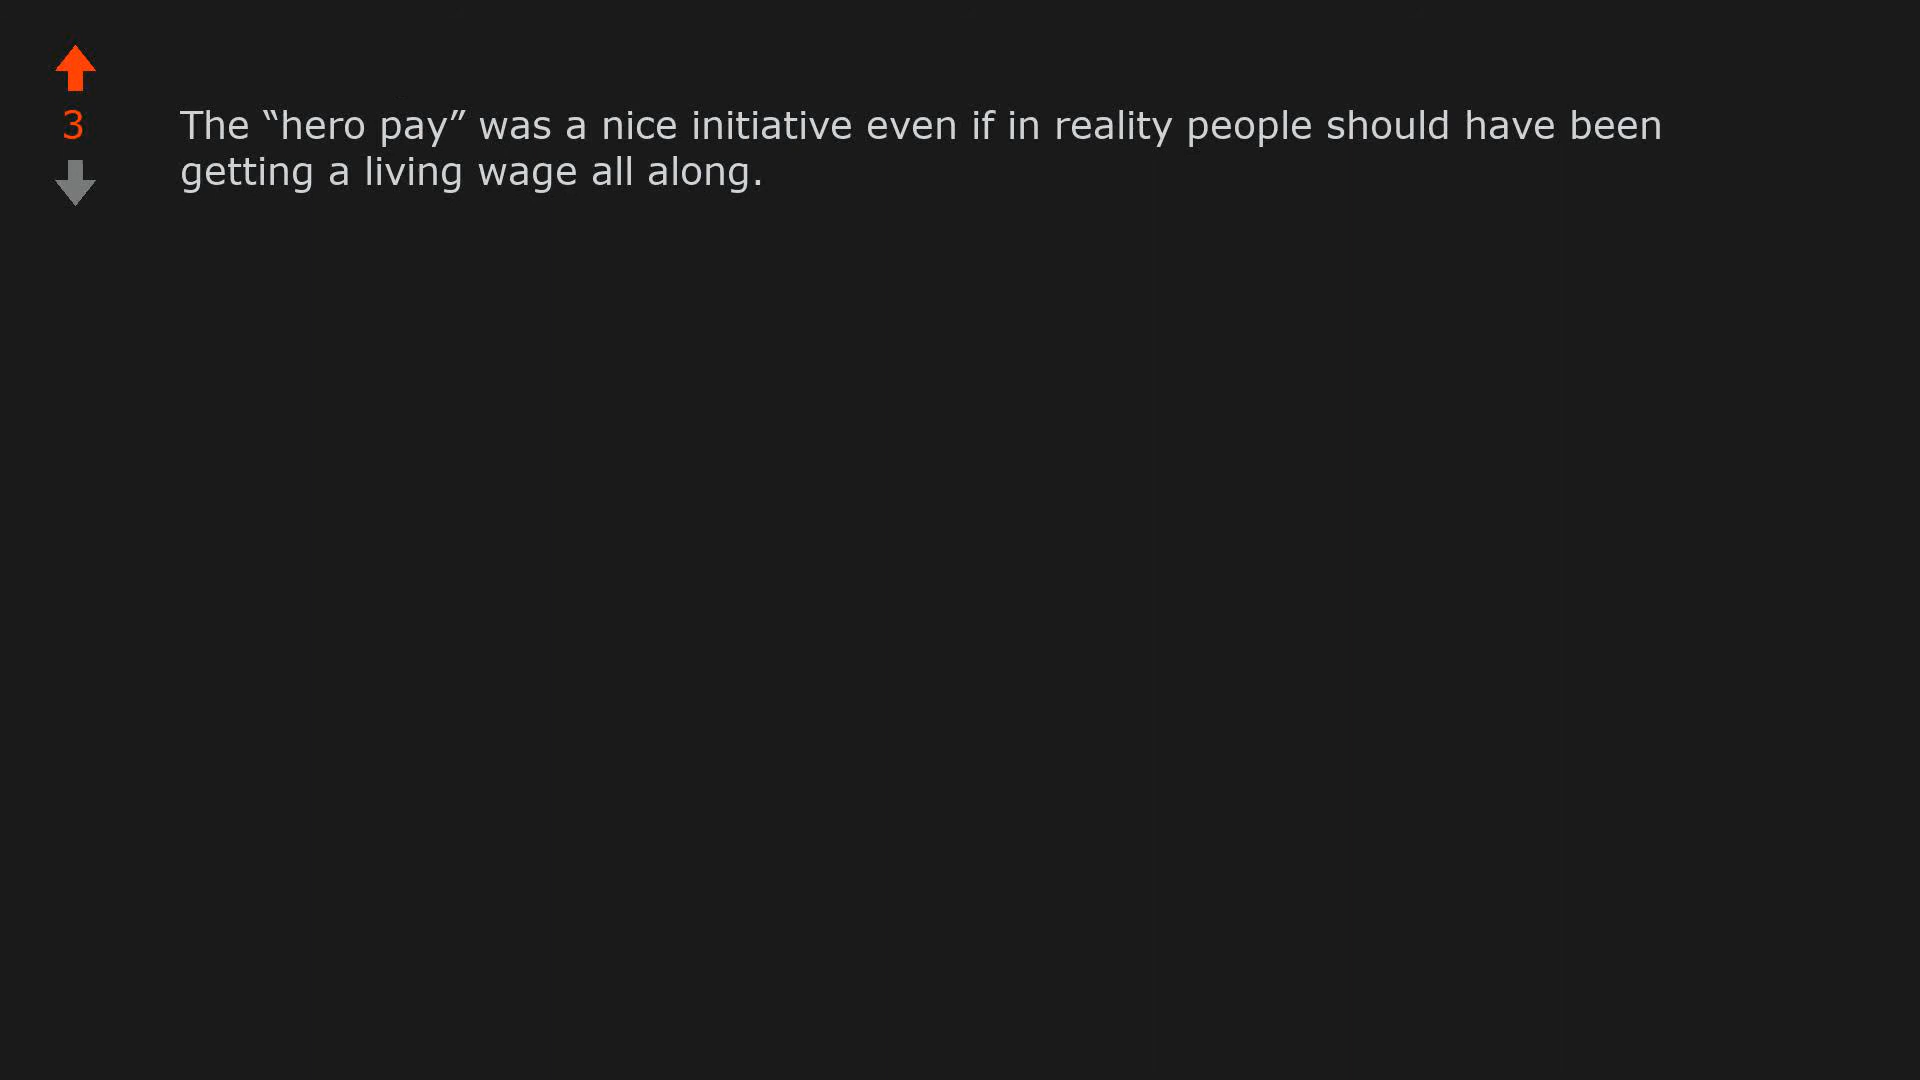 3
The “hero pay” was a nice initiative even if in reality people should have been
getting a living wage all along.